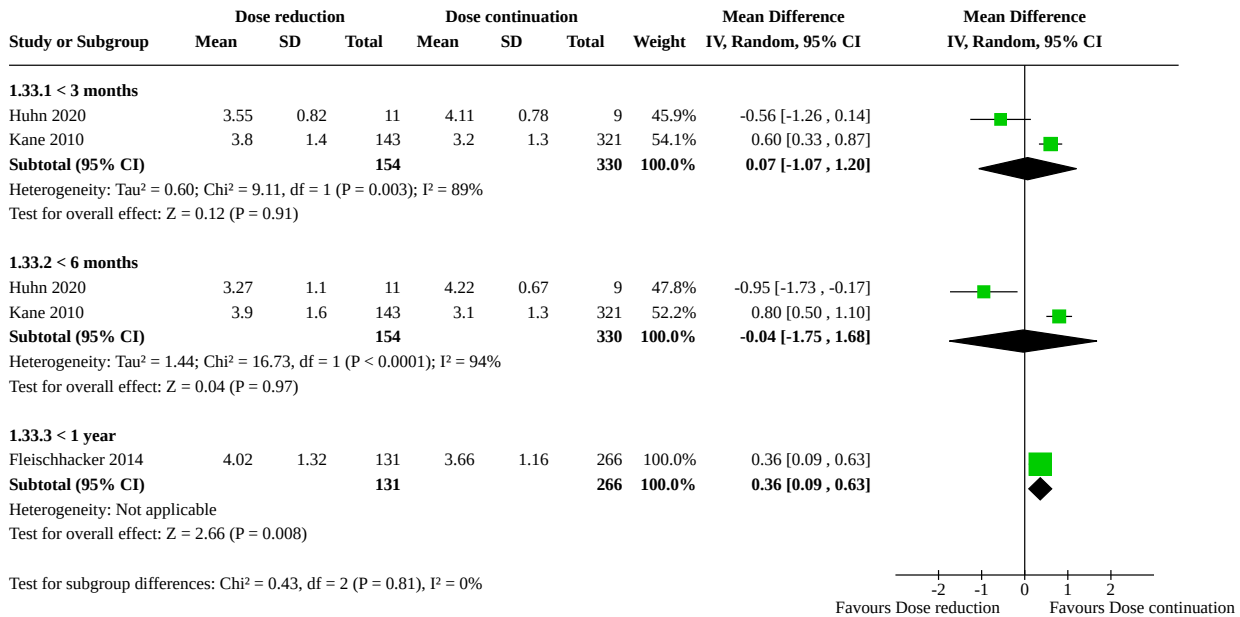 Dose reduction Dose continuation Mean Difference Mean Difference
Study or Subgroup Mean SD Total Mean SD Total Weight IV, Random, 95% CI IV, Random, 95% CI
1.33.1 < 3 months
Huhn 2020 3.55 0.82 11 4.11 0.78 9 45.9% -0.56 [-1.26 , 0.14]
Kane 2010 3.8 1.4 143 3.2 1.3 321 54.1% 0.60 [0.33 , 0.87]
Subtotal (95% CI) 154 330 100.0% 0.07 [-1.07 , 1.20]
Heterogeneity: Tau² = 0.60; Chi² = 9.11, df = 1 (P = 0.003); I² = 89%
Test for overall effect: Z = 0.12 (P = 0.91)
1.33.2 < 6 months
Huhn 2020 3.27 1.1 11 4.22 0.67 9 47.8% -0.95 [-1.73 , -0.17]
Kane 2010 3.9 1.6 143 3.1 1.3 321 52.2% 0.80 [0.50 , 1.10]
Subtotal (95% CI) 154 330 100.0% -0.04 [-1.75 , 1.68]
Heterogeneity: Tau² = 1.44; Chi² = 16.73, df = 1 (P < 0.0001); I² = 94%
Test for overall effect: Z = 0.04 (P = 0.97)
1.33.3 < 1 year
Fleischhacker 2014 4.02 1.32 131 3.66 1.16 266 100.0% 0.36 [0.09 , 0.63]
Subtotal (95% CI) 131 266 100.0% 0.36 [0.09 , 0.63]
Heterogeneity: Not applicable
Test for overall effect: Z = 2.66 (P = 0.008)
Test for subgroup differences: Chi² = 0.43, df = 2 (P = 0.81), I² = 0%
-2 -1 0 1 2
Favours Dose reduction Favours Dose continuation